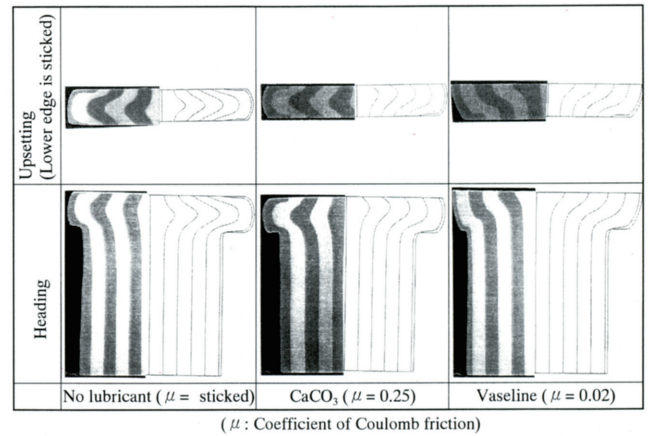 Upsetting
(Lower edge is sticked)
Heading
No lubricant (μ = sticked)
CaCO₃ (μ = 0.25)
Vaseline (μ = 0.02)
(μ : Coefficient of Coulomb friction)